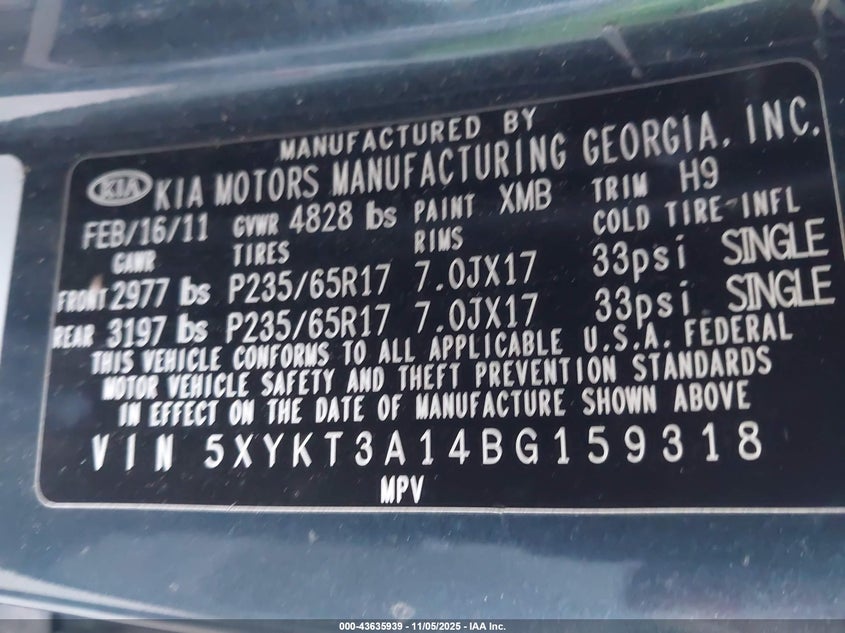 MANUFACTURED BY
KIA KIA MOTORS MANUFACTURING GEORGIA, INC.
FEB/16/11 GVWR 4828 lbs PAINT XMB TRIM H9
GAWR TIRES RIMS COLD TIRE-INFL
FRONT 2977 lbs P235/65R17 7.0JX17 33psi SINGLE
REAR 3197 lbs P235/65R17 7.0JX17 33psi SINGLE
THIS VEHICLE CONFORMS TO ALL APPLICABLE U.S.A. FEDERAL
MOTOR VEHICLE SAFETY AND THEFT PREVENTION STANDARDS
IN EFFECT ON THE DATE OF MANUFACTURE SHOWN ABOVE
VIN 5XYKT3A14BG159318
MPV
000-43635939 - 11/05/2025 - IAA Inc.